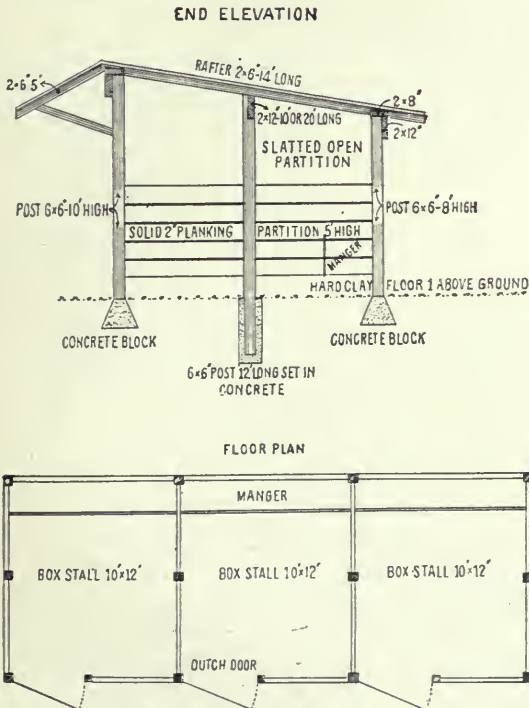 END ELEVATION
RAFTER 2"×6"-14' LONG
2×6"5'
2×8"
2×12"-10' OR 20' LONG
2×12"
SLATTED OPEN
PARTITION
POST 6×6"-10' HIGH
POST 6×6"-8' HIGH
SOLID 2" PLANKING
PARTITION 5' HIGH
MANGER
HARD CLAY FLOOR 1' ABOVE GROUND
CONCRETE BLOCK
CONCRETE BLOCK
6×6" POST 12' LONG SET IN
CONCRETE
FLOOR PLAN
MANGER
BOX STALL 10'×12'
BOX STALL 10'×12'
BOX STALL 10'×12'
DUTCH DOOR